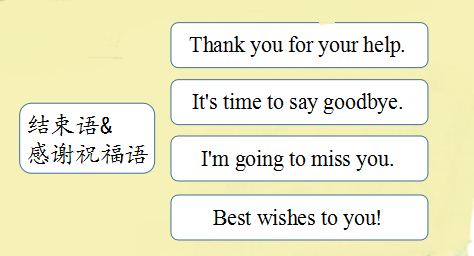 结束语&
感谢祝福语
Thank you for your help.
It's time to say goodbye.
I'm going to miss you.
Best wishes to you!